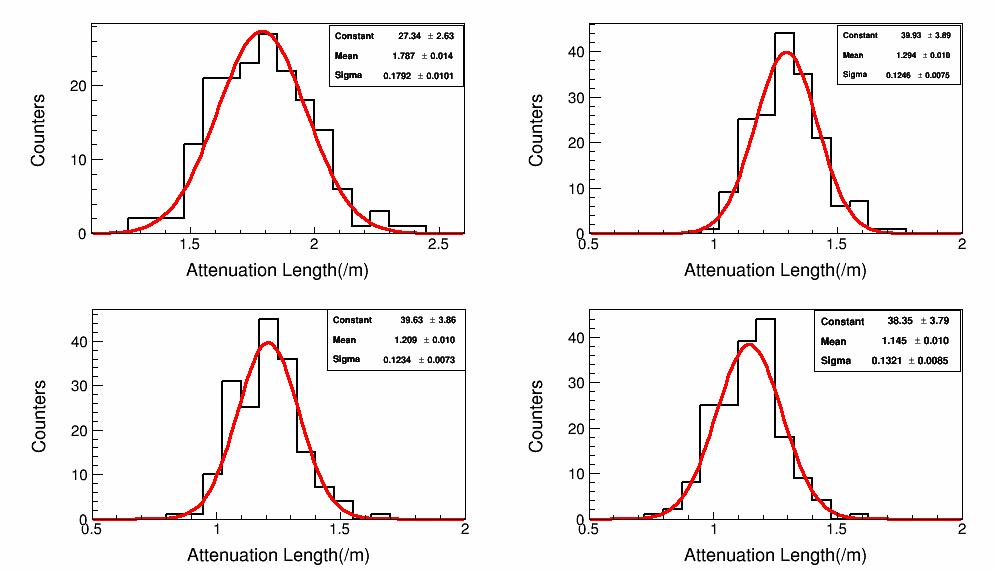 Constant 27.34 ± 2.63
Mean 1.787 ± 0.014
Sigma 0.1792 ± 0.0101
20
10
0
Counters
1.5 2 2.5
Attenuation Length(/m)
Constant 39.93 ± 3.89
Mean 1.294 ± 0.010
Sigma 0.1246 ± 0.0075
40
30
20
10
0
Counters
0.5 1 1.5 2
Attenuation Length(/m)
Constant 39.63 ± 3.86
Mean 1.209 ± 0.010
Sigma 0.1234 ± 0.0073
40
30
20
10
0
Counters
0.5 1 1.5 2
Attenuation Length(/m)
Constant 38.35 ± 3.79
Mean 1.145 ± 0.010
Sigma 0.1321 ± 0.0085
40
30
20
10
0
Counters
0.5 1 1.5 2
Attenuation Length(/m)